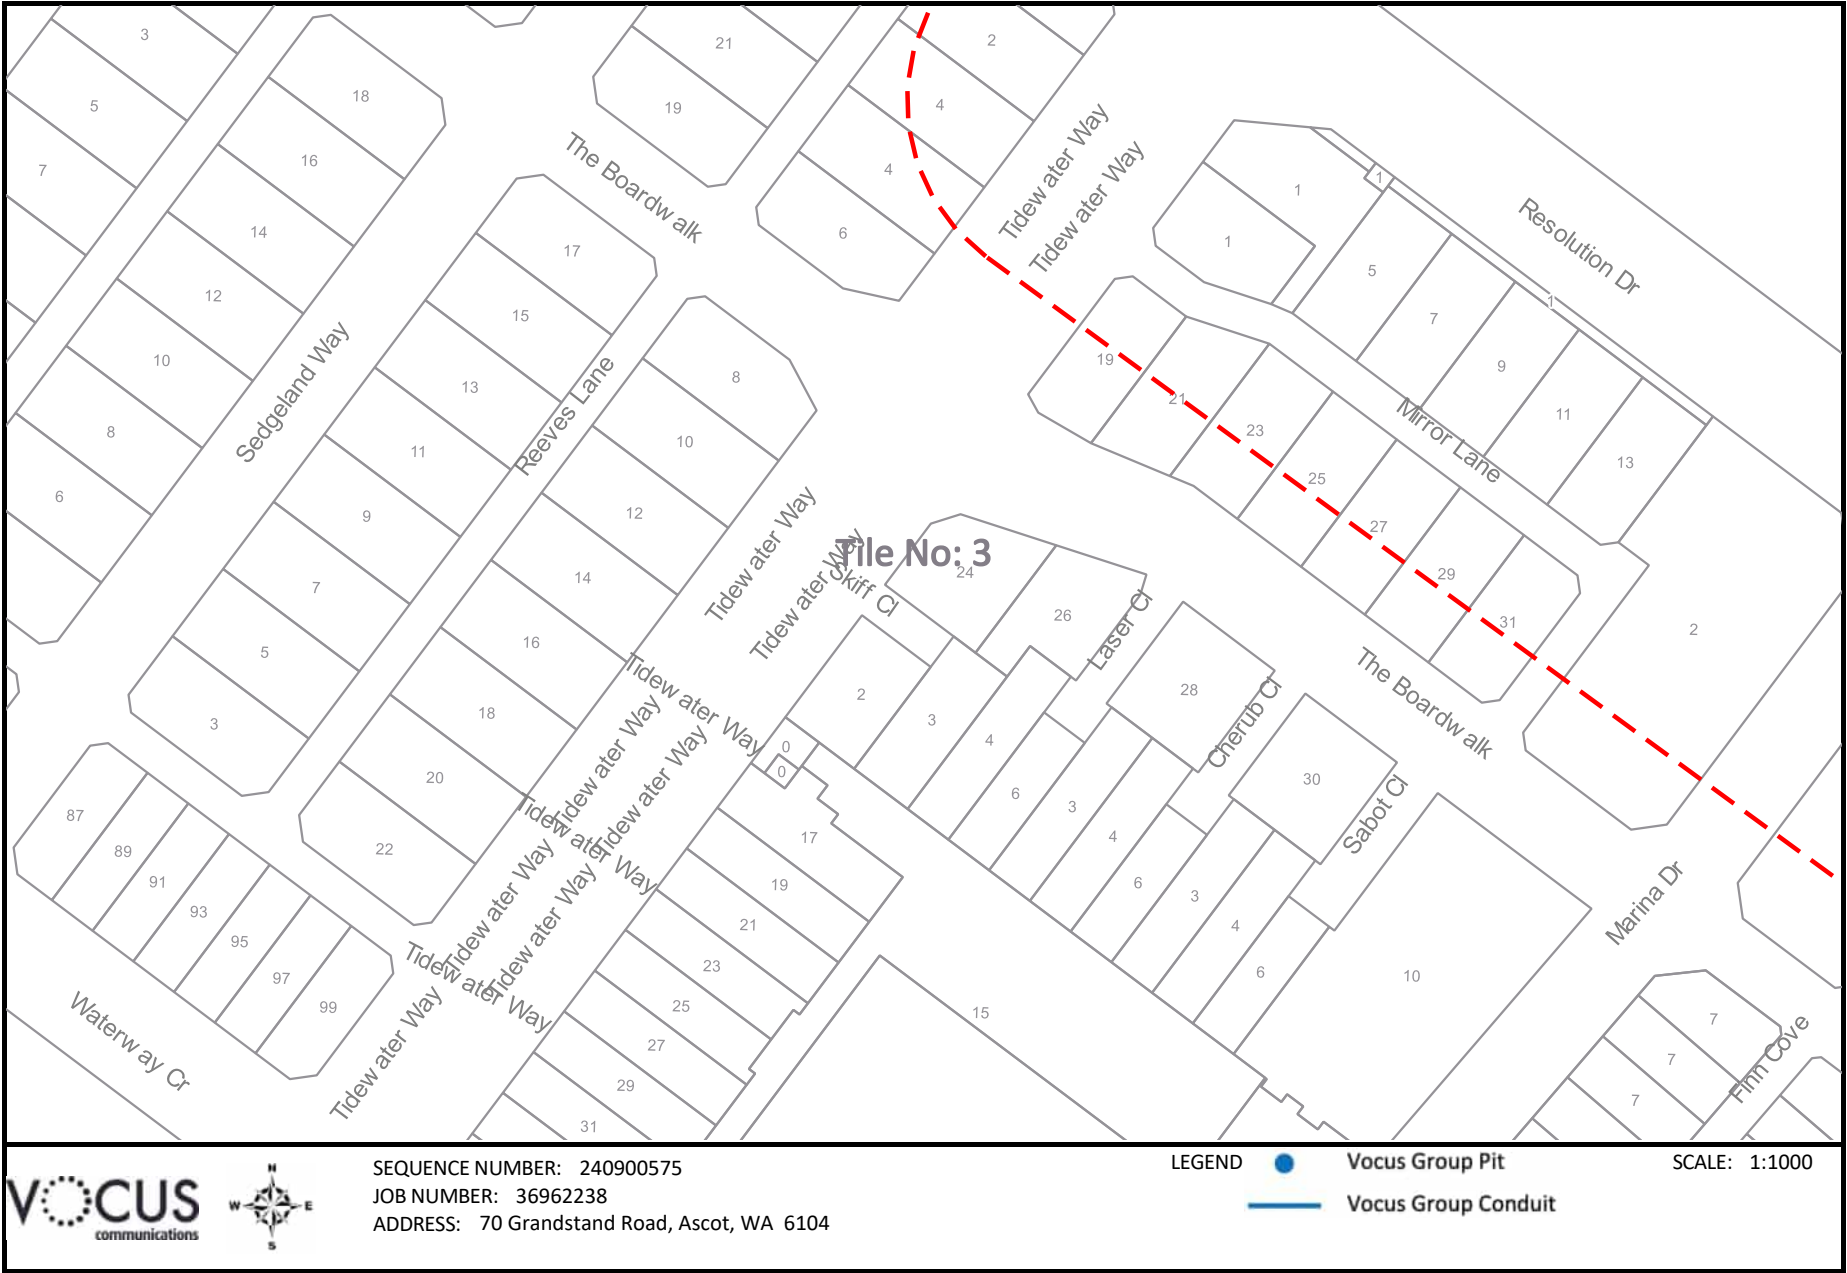 3
5
7
18
16
14
12
10
8
6
21
19
The Boardwalk
2
4
4
6
Tidewater Way
Tidewater Way
1
1
1
1
5
7
9
11
13
Resolution Dr
Mirror Lane
17
15
13
11
9
7
5
3
Sedgeland Way
Reeves Lane
8
10
12
14
16
18
20
22
19
21
23
25
27
29
31
2
The Boardwalk
Tidewater Way
Tidewater Way
Tile No: 3
Skiff Cl
24
26
Laser Cl
28
Cherub Cl
30
Sabot Cl
2
3
4
6
3
4
6
3
4
6
10
0
0
Tidewater Way
Tidewater Way
Tidewater Way
Tidewater Way
Tidewater Way
Tidewater Way
Tidewater Way
Tidewater Way
17
19
21
23
25
27
29
31
15
87
89
91
93
95
97
99
Waterway Cr
Marina Dr
7
7
7
Finn Cove
VOCUS
communications
N
W E
S
SEQUENCE NUMBER: 240900575
JOB NUMBER: 36962238
ADDRESS: 70 Grandstand Road, Ascot, WA 6104
LEGEND
Vocus Group Pit
Vocus Group Conduit
SCALE: 1:1000